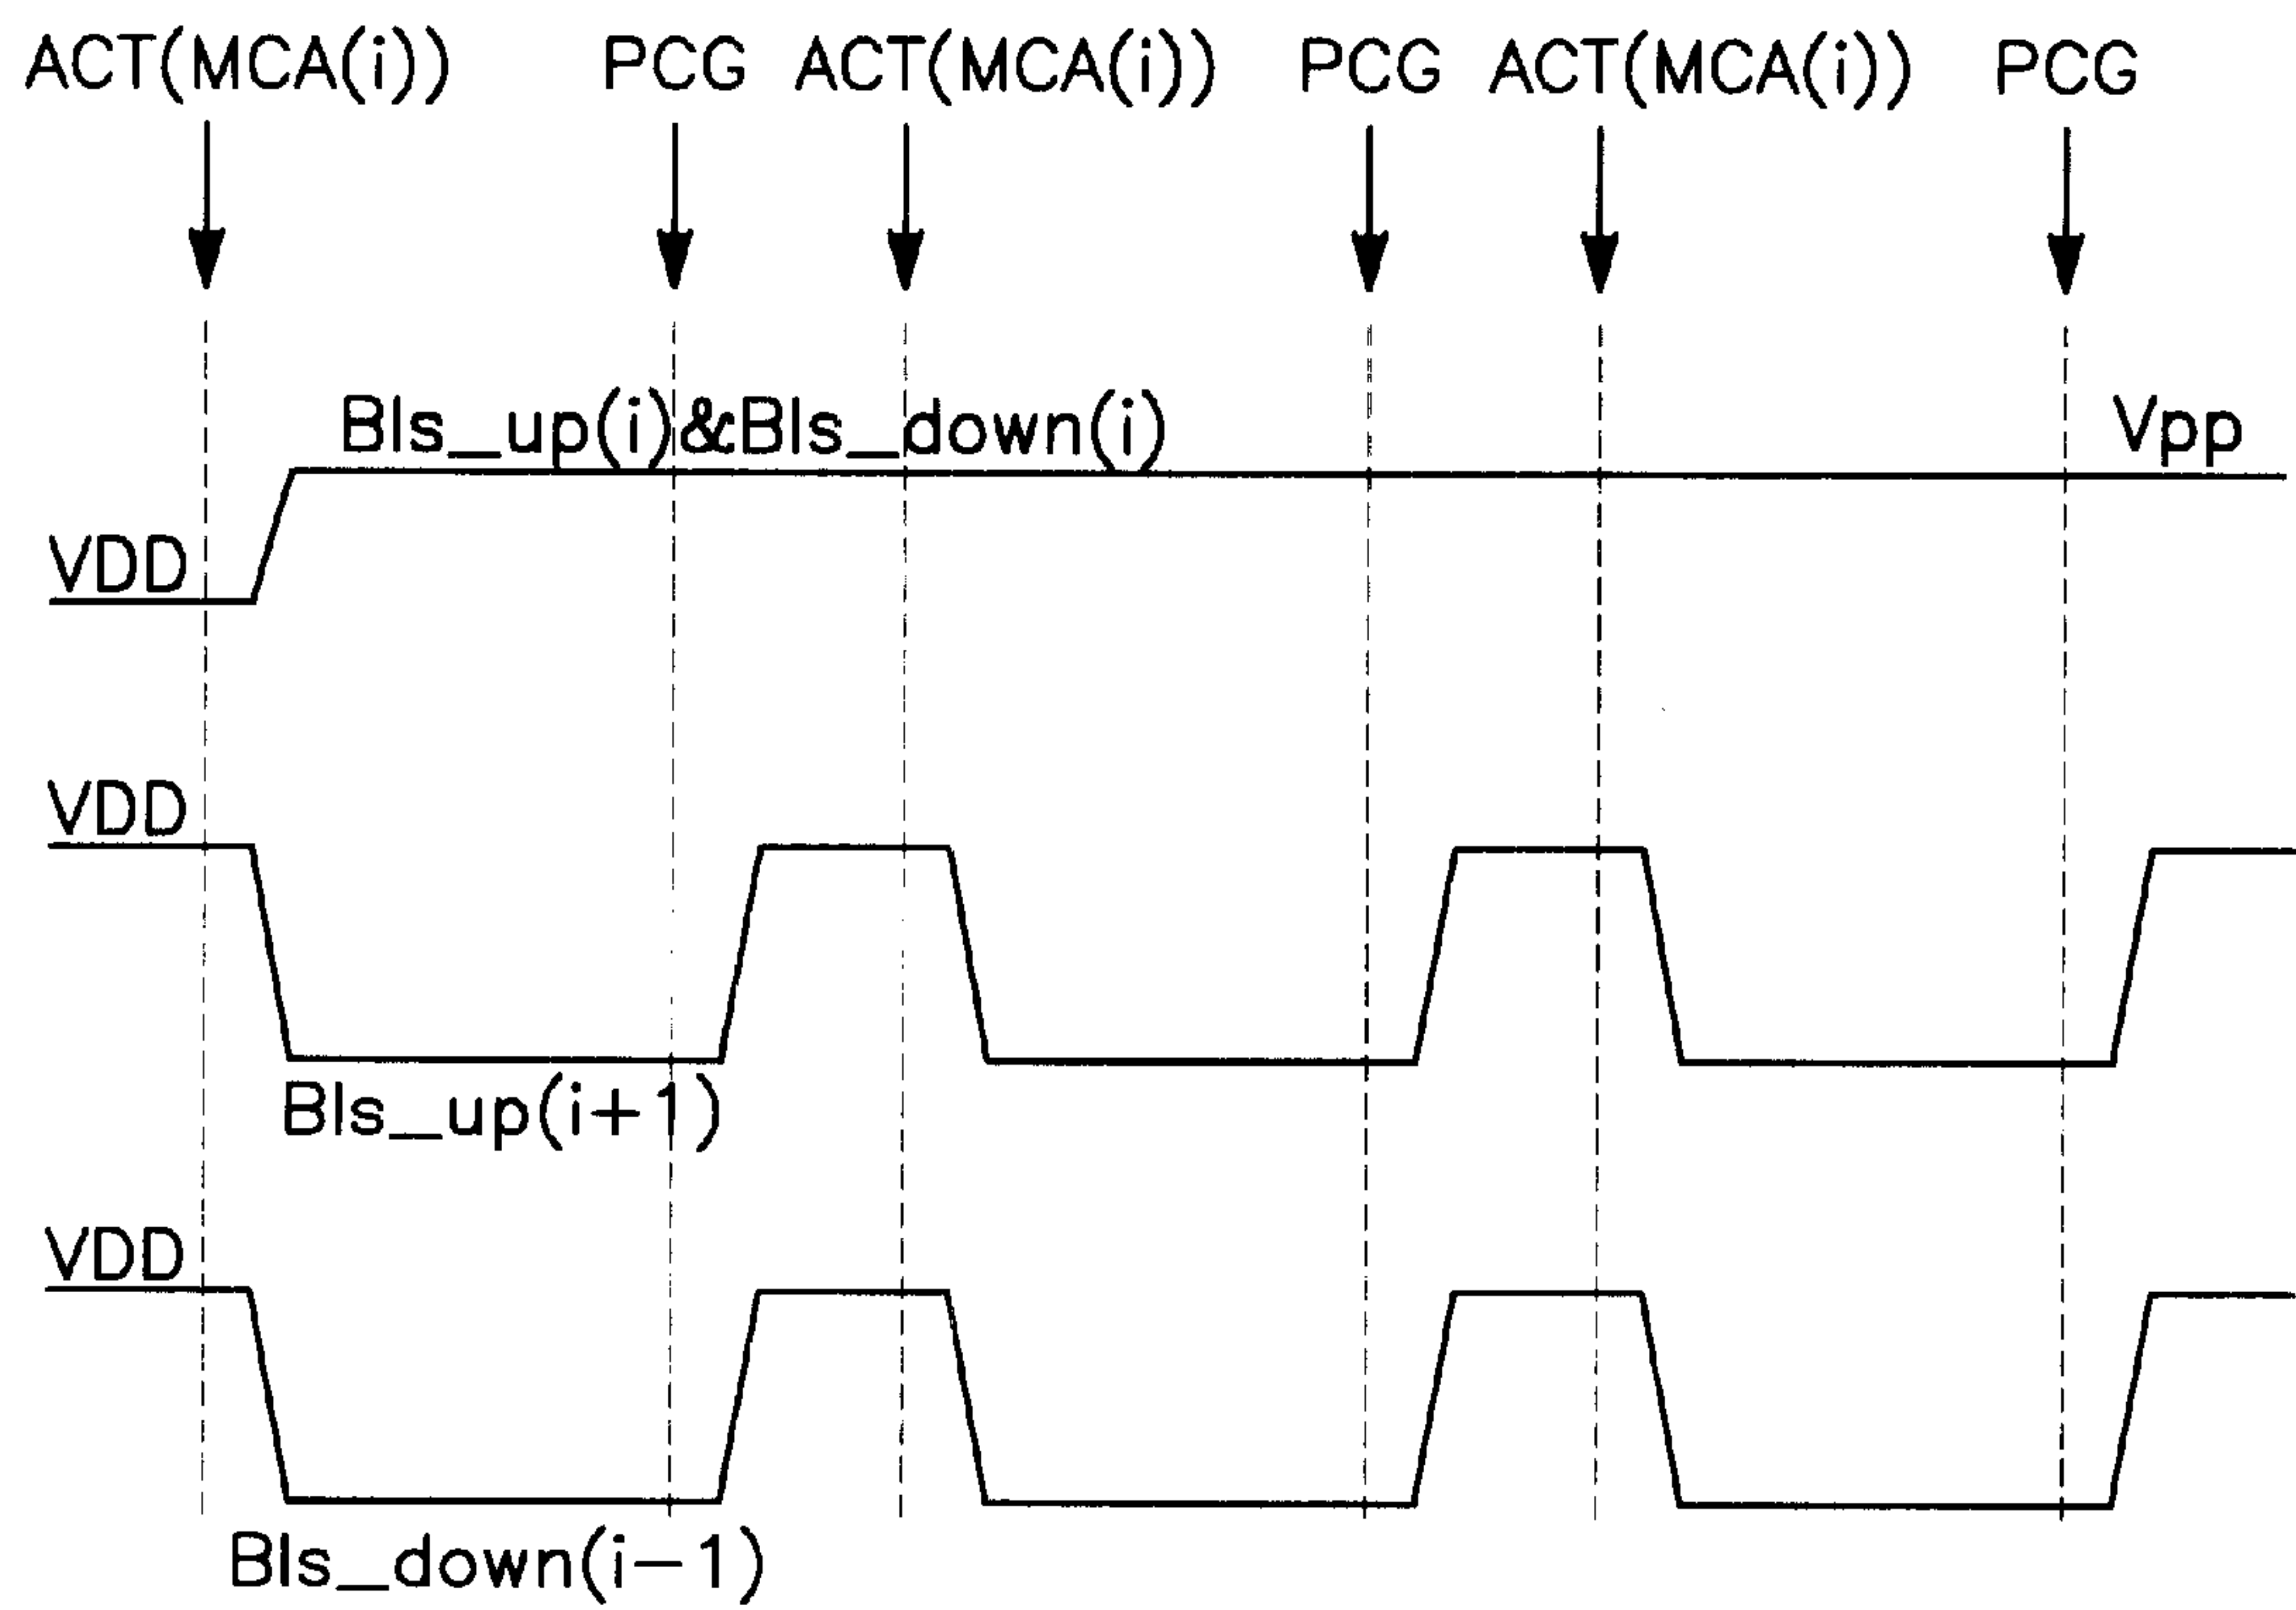 ACT(MCA(i)) PCG ACT(MCA(i)) PCG ACT(MCA(i)) PCG
Bls_up(i)&Bls_down(i) Vpp
VDD
VDD
Bls_up(i+1)
VDD
Bls_down(i-1)